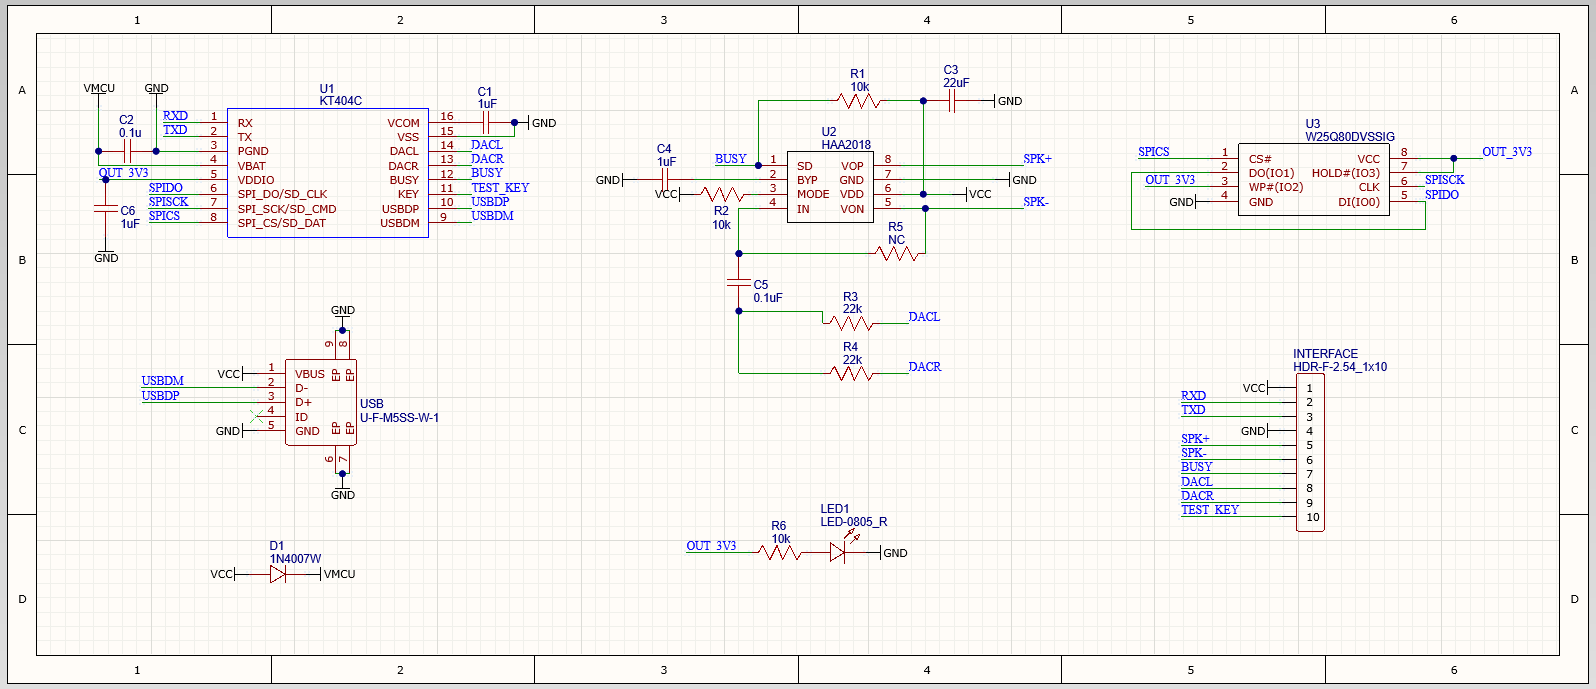 1 2 3 4 5 6
A
B
C
D
A
B
C
D
1 2 3 4 5 6
VMCU
GND
C2
0.1u
RXD
TXD
OUT_3V3
SPIDO
SPISCK
SPICS
C6
1uF
GND
U1
KT404C
1 RX
2 TX
3 PGND
4 VBAT
5 VDDIO
6 SPI_DO/SD_CLK
7 SPI_SCK/SD_CMD
8 SPI_CS/SD_DAT
VCOM 16
VSS 15
DACL 14 DACL
DACR 13 DACR
BUSY 12 BUSY
KEY 11 TEST_KEY
USBDP 10 USBDP
USBDM 9 USBDM
C1
1uF
GND
R1
10k
C3
22uF
GND
U2
HAA2018
BUSY
C4
1uF
GND
VCC
R2
10k
1 SD
2 BYP
3 MODE
4 IN
VOP 8 SPK+
GND 7 GND
VDD 6 VCC
VON 5 SPK-
R5
NC
C5
0.1uF
R3
22k
DACL
R4
22k
DACR
U3
W25Q80DVSSIG
SPICS 1 CS#
2 DO(IO1)
OUT_3V3 3 WP#(IO2)
GND 4 GND
VCC 8 OUT_3V3
HOLD#(IO3) 7
CLK 6 SPISCK
DI(IO0) 5 SPIDO
GND
9 8
EP EP
VCC 1 VBUS
USBDM 2 D-
USBDP 3 D+
4 ID
GND 5 GND
EP EP
6 7
GND
USB
U-F-M5SS-W-1
INTERFACE
HDR-F-2.54_1x10
VCC 1
RXD 2
TXD 3
GND 4
SPK+ 5
SPK- 6
BUSY 7
DACL 8
DACR 9
TEST_KEY 10
D1
1N4007W
VCC VMCU
OUT_3V3
R6
10k
LED1
LED-0805_R
GND